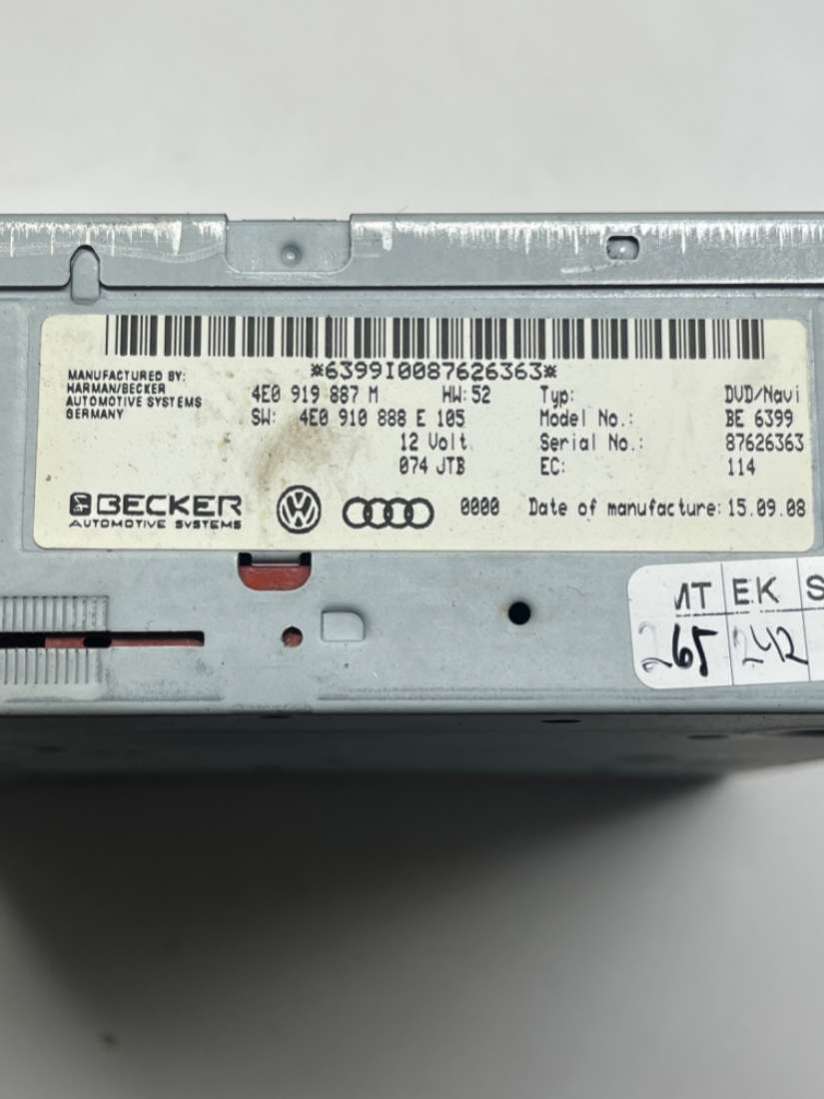 *6399I0087626363*
MANUFACTURED BY:
HARMAN/BECKER
AUTOMOTIVE SYSTEMS
GERMANY
4E0 919 887 M HW: 52 Typ: DVD/Navi
SW: 4E0 910 888 E 105 Model No.: BE 6399
12 Volt Serial No.: 87626363
074 JTB EC: 114
BECKER
AUTOMOTIVE SYSTEMS
0000 Date of manufacture: 15.09.08
EK S
265 242